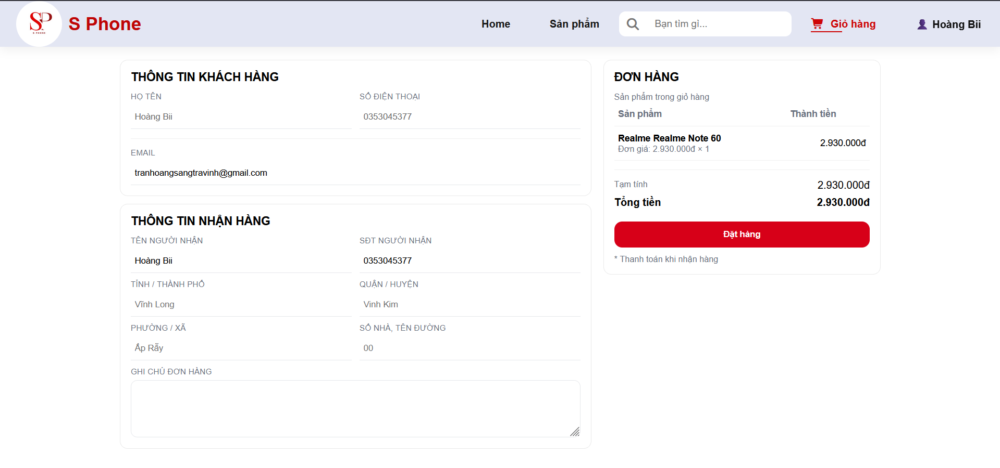 SP
S PHONE
S Phone
Home
Sản phẩm
Bạn tìm gì...
Giỏ hàng
Hoàng Bii
THÔNG TIN KHÁCH HÀNG
HỌ TÊN
SỐ ĐIỆN THOẠI
Hoàng Bii
0353045377
EMAIL
tranhoangsangtravinh@gmail.com
THÔNG TIN NHẬN HÀNG
TÊN NGƯỜI NHẬN
SĐT NGƯỜI NHẬN
Hoàng Bii
0353045377
TỈNH / THÀNH PHỐ
QUẬN / HUYỆN
Vĩnh Long
Vinh Kim
PHƯỜNG / XÃ
SỐ NHÀ, TÊN ĐƯỜNG
Ấp Rẫy
00
GHI CHÚ ĐƠN HÀNG
ĐƠN HÀNG
Sản phẩm trong giỏ hàng
Sản phẩm
Thành tiền
Realme Realme Note 60
2.930.000đ
Đơn giá: 2.930.000đ × 1
Tạm tính
2.930.000đ
Tổng tiền
2.930.000đ
Đặt hàng
* Thanh toán khi nhận hàng